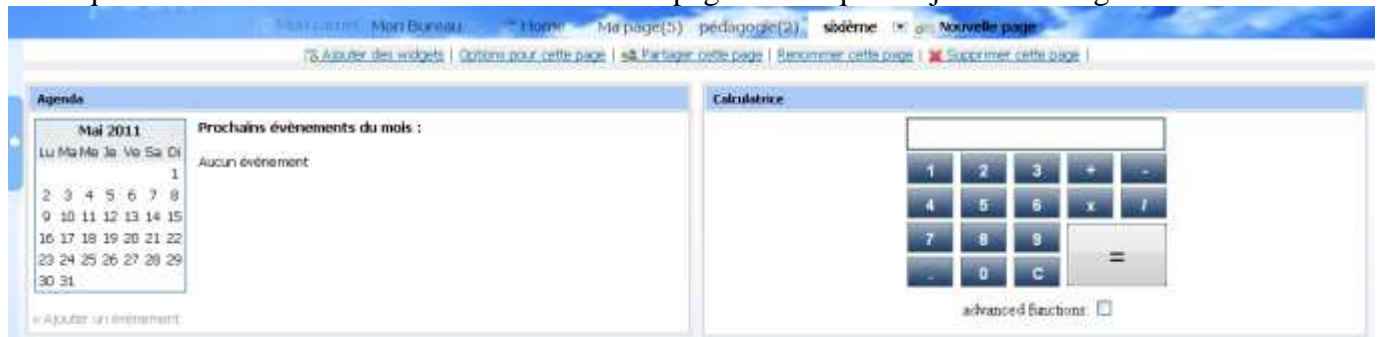 Mon Bureau Home Ma page(5) pédagogie(2) sixième Nouvelle page
Ajouter des widgets | Options pour cette page | Partager cette page | Renommer cette page | Supprimer cette page |
Agenda
Mai 2011
Lu Ma Me Je Ve Sa Di
1
2 3 4 5 6 7 8
9 10 11 12 13 14 15
16 17 18 19 20 21 22
23 24 25 26 27 28 29
30 31
» Ajouter un évènement
Prochains évènements du mois :
Aucun évènement
Calculatrice
1 2 3 + -
4 5 6 x /
7 8 9 =
. 0 C
advanced functions: